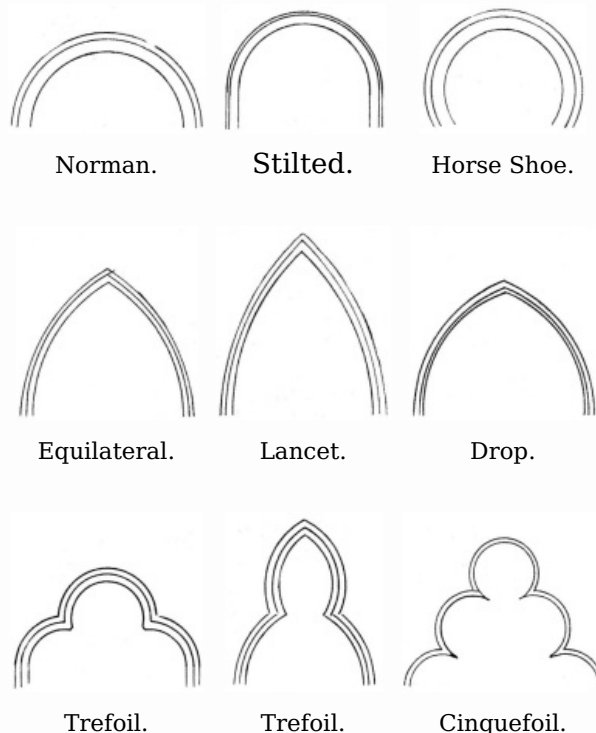 Norman. Stilted. Horse Shoe.
Equilateral. Lancet. Drop.
Trefoil. Trefoil. Cinquefoil.